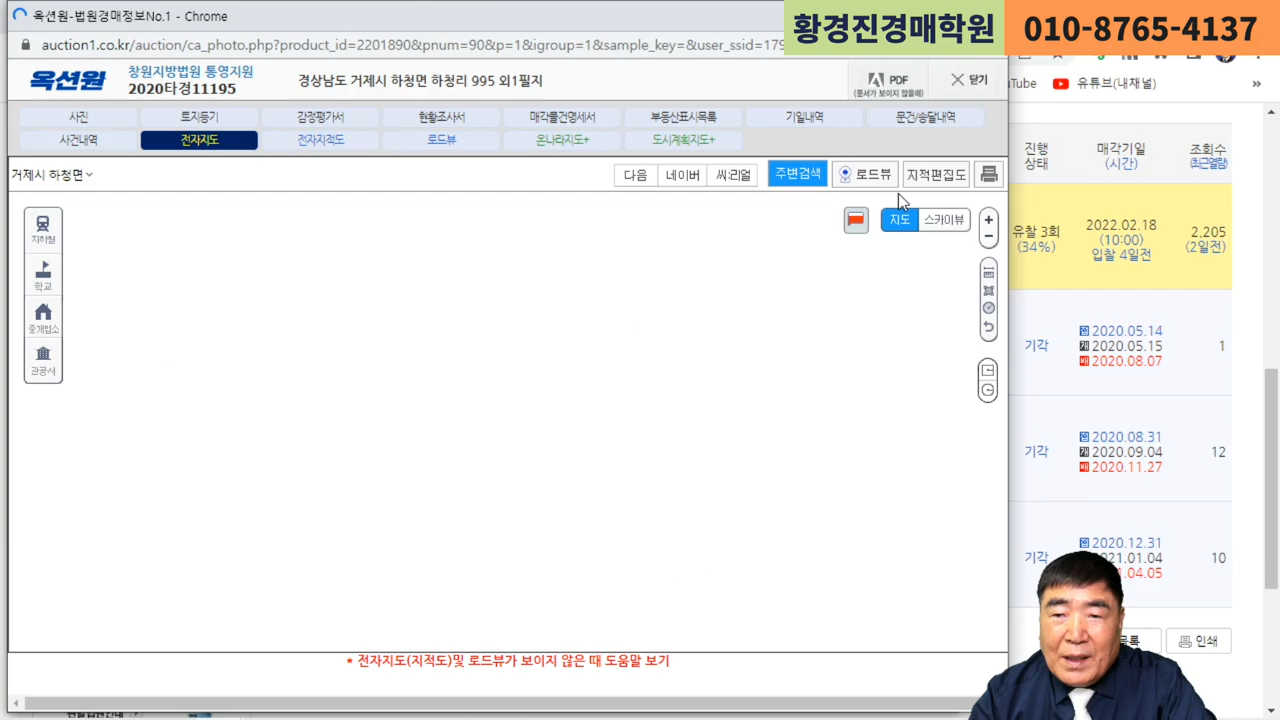 옥션원-법원경매정보No.1 - Chrome
황경진경매학원
010-8765-4137
auction1.co.kr/auction/ca_photo.php?product_id=2201890&pnum=90&p=1&igroup=1&sample_key=&user_ssid=179
옥션원
창원지방법원 통영지원
2020타경11195
경상남도 거제시 하청면 하청리 995 외1필지
PDF
(문서가 보이지 않을때)
닫기
uTube
유튜브(내채널)
»
사진
토지등기
감정평가서
현황조사서
매각물건명세서
부동산표시목록
기일내역
문건/송달내역
사건내역
전자지도
전자지적도
로드뷰
온나라지도+
도시계획지도+
거제시 하청면
다음
네이버
씨:리얼
주변검색
로드뷰
지적편집도
지도
스카이뷰
지하철
학교
중개업소
관공서
진행
상태
매각기일
(시간)
조회수
(최근열람)
유찰 3회
(34%)
2022.02.18
(10:00)
입찰 4일전
2,205
(2일전)
기각
2020.05.14
2020.05.15
2020.08.07
1
기각
2020.08.31
2020.09.04
2020.11.27
12
기각
2020.12.31
021.01.04
.04.05
10
목록
인쇄
* 전자지도(지적도)및 로드뷰가 보이지 않은 때 도움말 보기